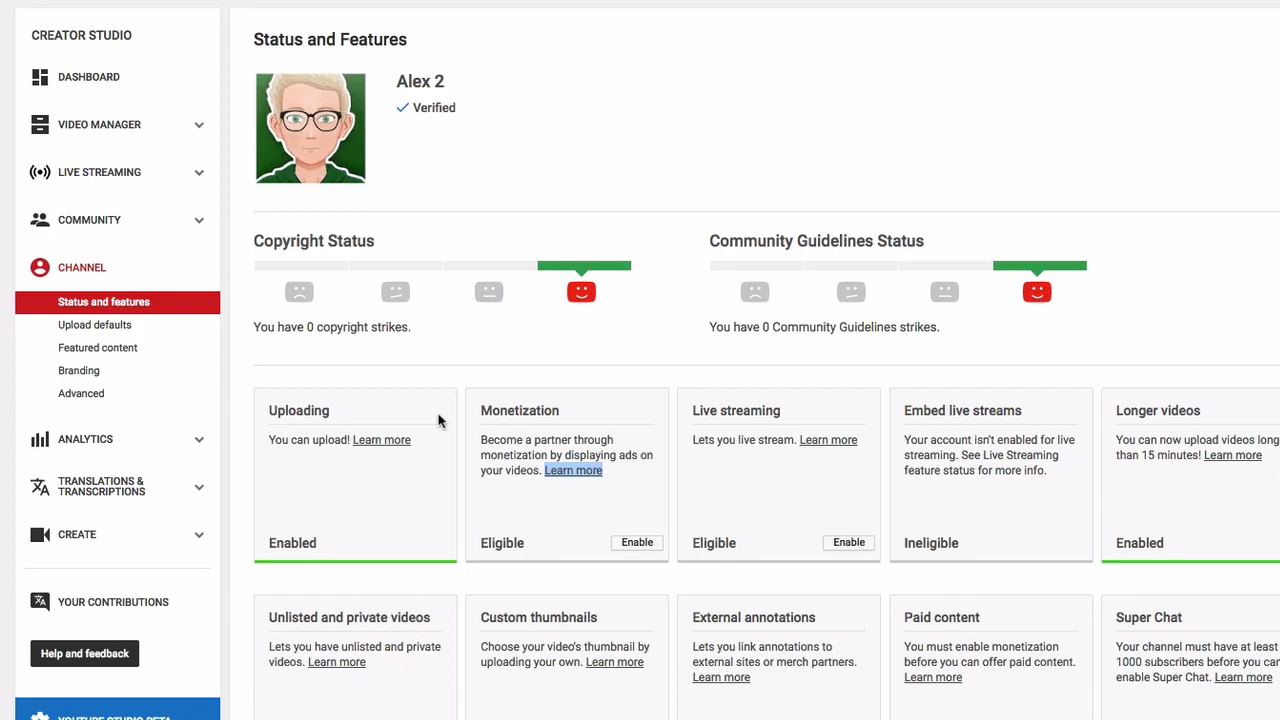 CREATOR STUDIO
DASHBOARD
VIDEO MANAGER
LIVE STREAMING
COMMUNITY
CHANNEL
Status and features
Upload defaults
Featured content
Branding
Advanced
ANALYTICS
TRANSLATIONS &
TRANSCRIPTIONS
CREATE
YOUR CONTRIBUTIONS
Help and feedback
YOUTUBE STUDIO BETA
Status and Features
Alex 2
Verified
Copyright Status
You have 0 copyright strikes.
Community Guidelines Status
You have 0 Community Guidelines strikes.
Uploading
You can upload! Learn more
Enabled
Monetization
Become a partner through
monetization by displaying ads on
your videos. Learn more
Eligible
Enable
Live streaming
Lets you live stream. Learn more
Eligible
Enable
Embed live streams
Your account isn't enabled for live
streaming. See Live Streaming
feature status for more info.
Ineligible
Longer videos
You can now upload videos long
than 15 minutes! Learn more
Enabled
Unlisted and private videos
Lets you have unlisted and private
videos. Learn more
Custom thumbnails
Choose your video's thumbnail by
uploading your own. Learn more
External annotations
Lets you link annotations to
external sites or merch partners.
Learn more
Paid content
You must enable monetization
before you can offer paid content.
Learn more
Super Chat
Your channel must have at least
1000 subscribers before you can
enable Super Chat. Learn more